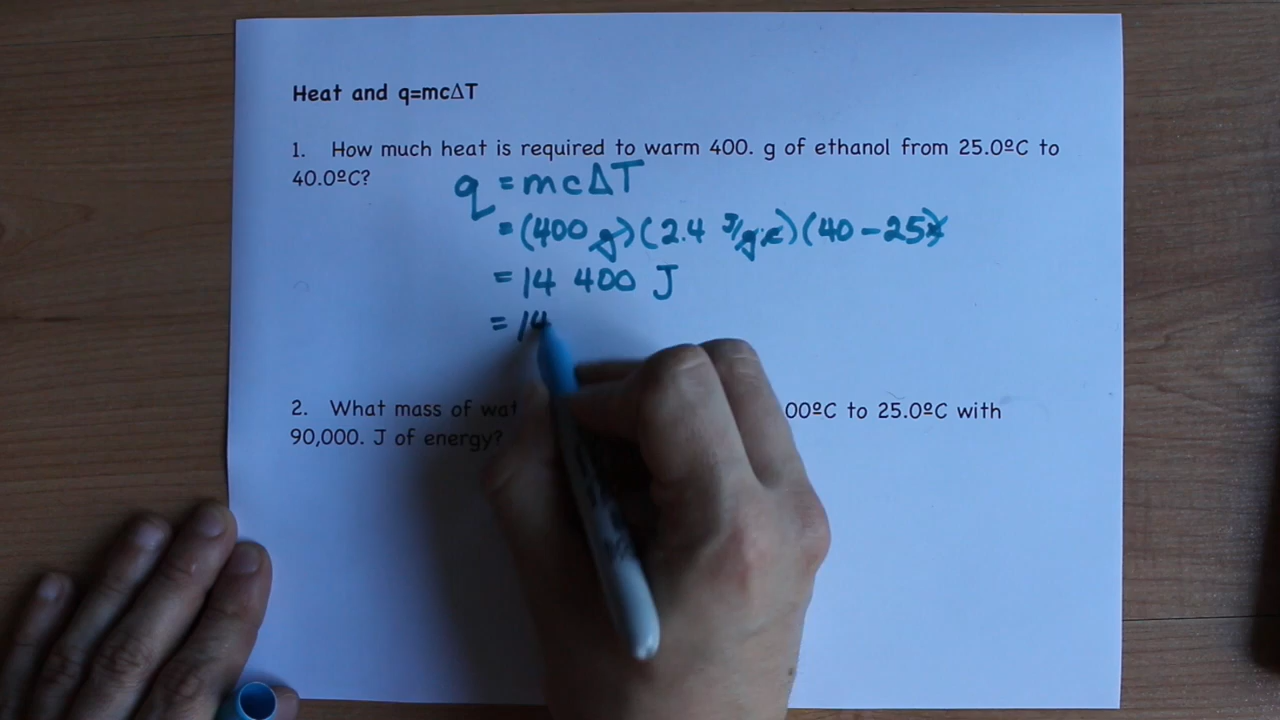 Heat and q=mcΔT
1. How much heat is required to warm 400. g of ethanol from 25.0ºC to
40.0ºC?
q = mcΔT
= (400 g)(2.4 J/g·c)(40-25
= 14 400 J
= 14
2. What mass of 00ºC to 25.0ºC with
90,000. J of energy?